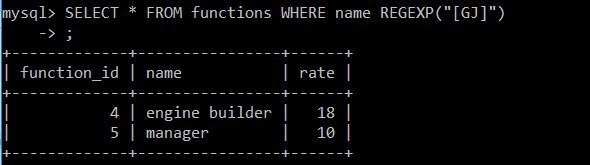 mysql> SELECT * FROM functions WHERE name REGEXP("[GJ]")
    -> ;
+-------------+----------------+------+
| function_id | name           | rate |
+-------------+----------------+------+
|           4 | engine builder |   18 |
|           5 | manager        |   10 |
+-------------+----------------+------+